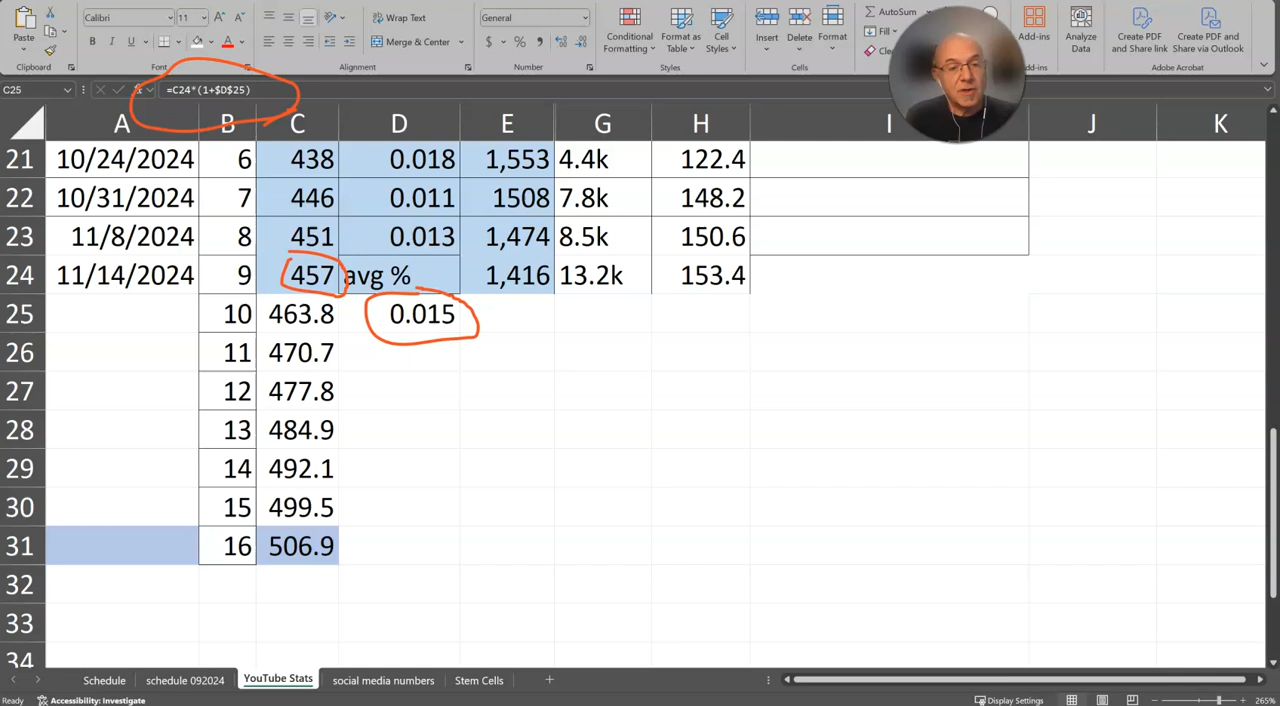 Calibri 11 Wrap Text General AutoSum
Paste B I U Merge & Center $ % Conditional Formatting Format as Table Cell Styles Insert Delete Format Fill Add-ins Analyze Data Create PDF and Share link Create PDF and Share via Outlook
Clipboard Font Alignment Number Styles Cells Add-ins Adobe Acrobat
C25 fx =C24*(1+$D$25)
A B C D E G H I J K
21 10/24/2024 6 438 0.018 1,553 4.4k 122.4
22 10/31/2024 7 446 0.011 1508 7.8k 148.2
23 11/8/2024 8 451 0.013 1,474 8.5k 150.6
24 11/14/2024 9 457 avg % 1,416 13.2k 153.4
25 10 463.8 0.015
26 11 470.7
27 12 477.8
28 13 484.9
29 14 492.1
30 15 499.5
31 16 506.9
32
33
34
Schedule schedule 092024 YouTube Stats social media numbers Stem Cells
Ready Accessibility: Investigate Display Settings 265%